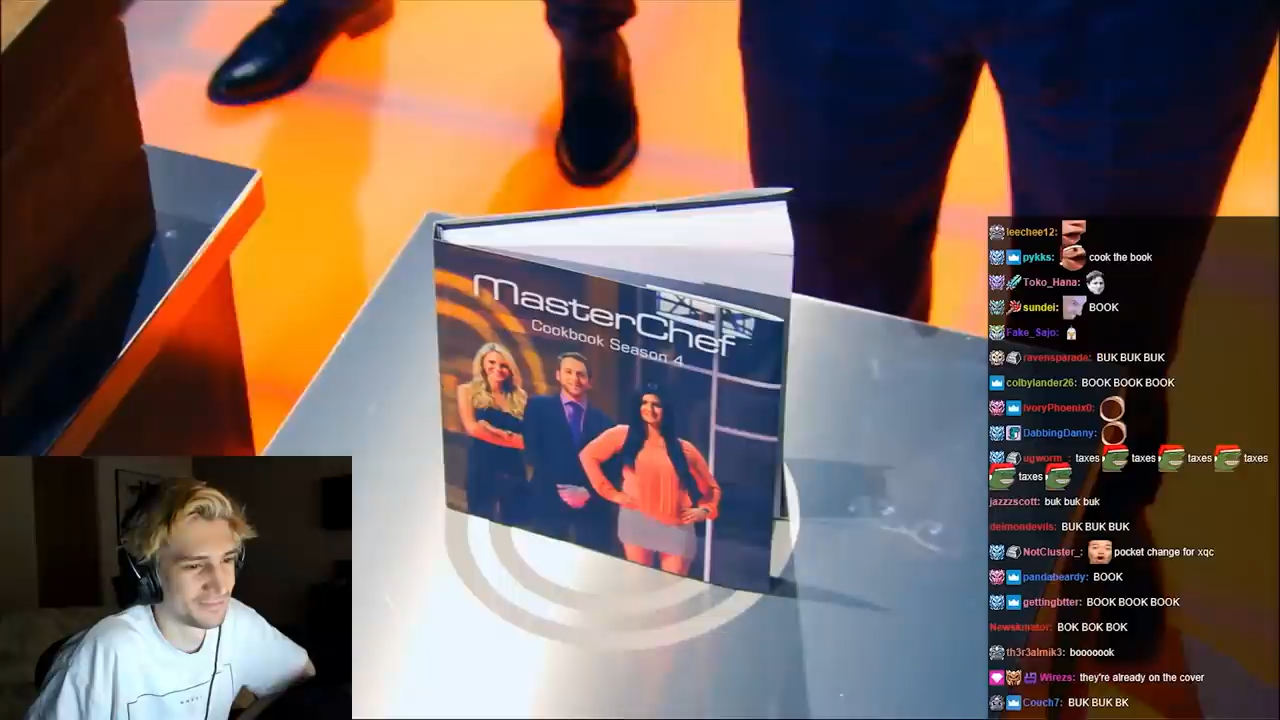 MasterChef
Cookbook Season 4
leechee12:
pykks: cook the book
Toko_Hana:
sundei: BOOK
Fake_Sajo:
ravensparade: BUK BUK BUK
colbylander26: BOOK BOOK BOOK
IvoryPhoenix0:
DabbingDanny:
ugworm_: taxes taxes taxes taxes
taxes
jazzzscott: buk buk buk
deimondevils: BUK BUK BUK
NotCluster_: pocket change for xqc
pandabeardy: BOOK
gettingbtter: BOOK BOOK BOOK
BOK BOK BOK
th3r3almik3: booooook
Wirezs: they're already on the cover
Couch7: BUK BUK BK